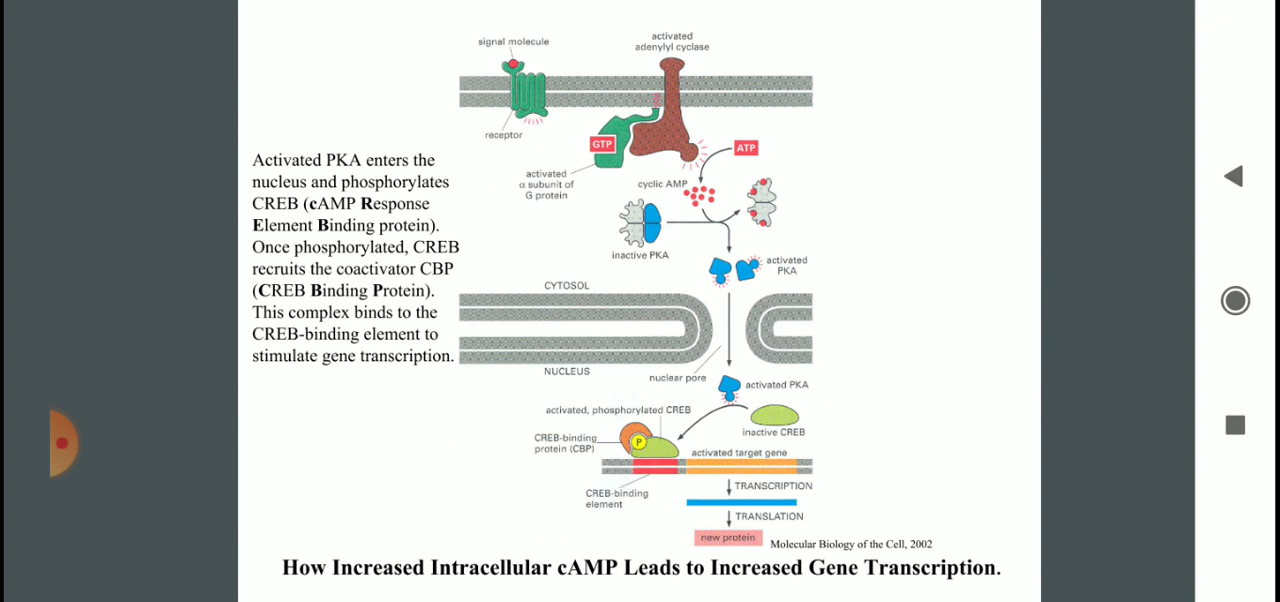 signal molecule
activated
adenylyl cyclase
receptor
GTP
ATP
activated
α subunit of
G protein
cyclic AMP
inactive PKA
activated
PKA
Activated PKA enters the
nucleus and phosphorylates
CREB (cAMP Response
Element Binding protein).
Once phosphorylated, CREB
recruits the coactivator CBP
(CREB Binding Protein).
This complex binds to the
CREB-binding element to
stimulate gene transcription.
CYTOSOL
NUCLEUS
nuclear pore
activated PKA
activated, phosphorylated CREB
inactive CREB
CREB-binding
protein (CBP)
P
activated target gene
CREB-binding
element
TRANSCRIPTION
TRANSLATION
new protein
Molecular Biology of the Cell, 2002
How Increased Intracellular cAMP Leads to Increased Gene Transcription.